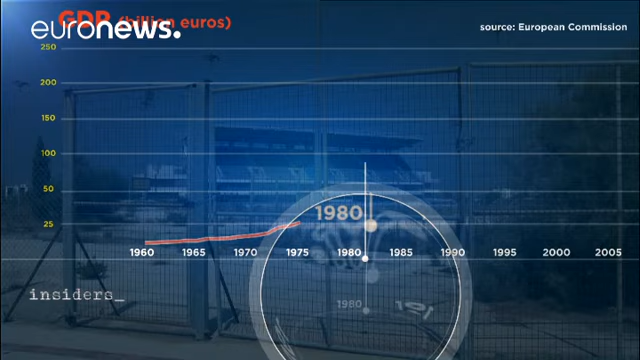 GDP (billion euros)
euronews.
source: European Commission
250
200
150
100
50
25
1980
1960 1965 1970 1975 1980 1985 1990 1995 2000 2005
insiders_
1980